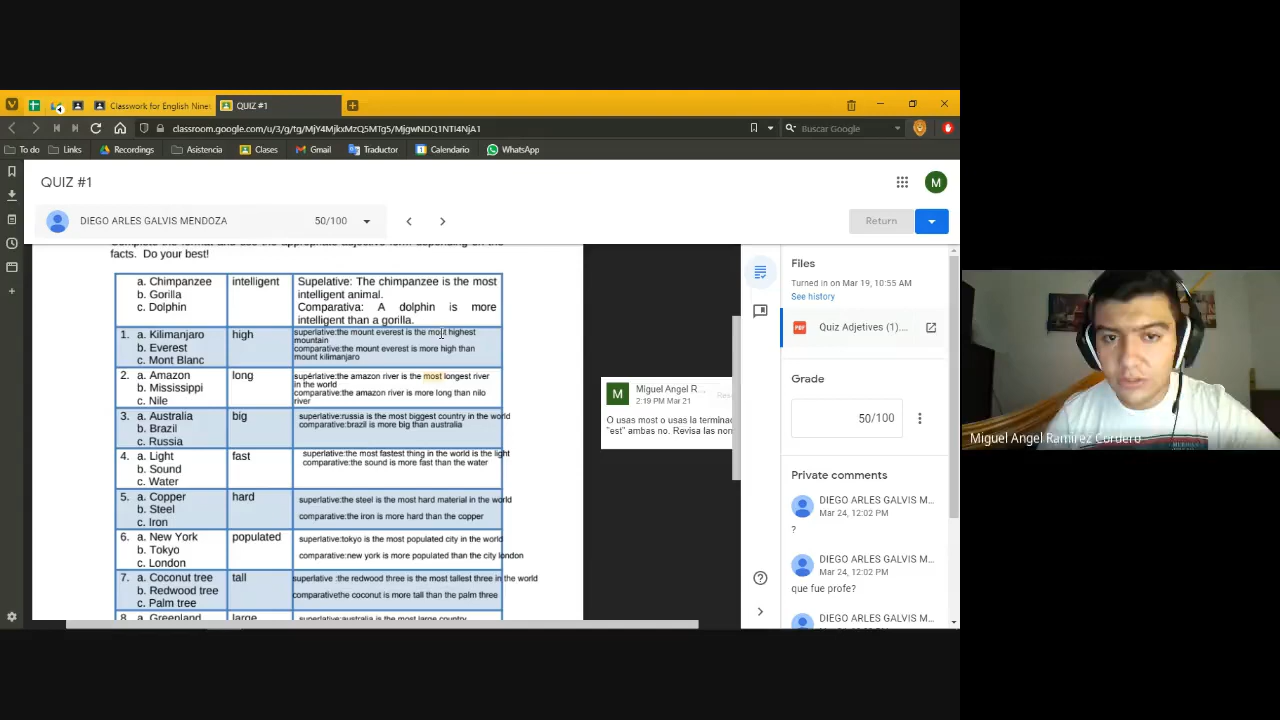 Classwork for English Nine
QUIZ #1
classroom.google.com/u/3/g/tg/MjY4MjkxMzQ5MTg5/MjgwNDQ1NTI4NjA1
Buscar Google
To do
Links
Recordings
Asistencia
Clases
Gmail
Traductor
Calendario
WhatsApp
QUIZ #1
M
DIEGO ARLES GALVIS MENDOZA
50/100
Return
facts. Do your best!
a. Chimpanzee
b. Gorilla
c. Dolphin
intelligent
Supelative: The chimpanzee is the most
intelligent animal.
Comparativa: A dolphin is more
intelligent than a gorilla.
1. a. Kilimanjaro
b. Everest
c. Mont Blanc
high
superlative:the mount everest is the most highest
mountain
comparative:the mount everest is more high than
mount kilimanjaro
2. a. Amazon
b. Mississippi
c. Nile
long
supérlative:the amazon river is the most longest river
in the world
comparative:the amazon river is more long than nilo
river
3. a. Australia
b. Brazil
c. Russia
big
superlative:russia is the most biggest country in the world
comparative:brazil is more big than australia
4. a. Light
b. Sound
c. Water
fast
superlative:the most fastest thing in the world is the light
comparative:the sound is more fast than the water
5. a. Copper
b. Steel
c. Iron
hard
superlative:the steel is the most hard material in the world
comparative:the iron is more hard than the copper
6. a. New York
b. Tokyo
c. London
populated
superlative:tokyo is the most populated city in the world
comparative:new york is more populated than the city london
7. a. Coconut tree
b. Redwood tree
c. Palm tree
tall
superlative :the redwood three is the most tallest three in the world
comparativethe coconut is more tall than the palm three
8. a. Greenland
large
superlative:australia is the most large country
M
Miguel Angel R...
2:19 PM Mar 21
O usas most o usas la terminac
"est" ambas no. Revisa las nor
Files
Turned in on Mar 19, 10:55 AM
See history
PDF
Quiz Adjetives (1)....
Grade
50/100
Private comments
DIEGO ARLES GALVIS M...
Mar 24, 12:02 PM
?
DIEGO ARLES GALVIS M...
Mar 24, 12:02 PM
que fue profe?
DIEGO ARLES GALVIS M...
Miguel Angel Ramirez Cordero